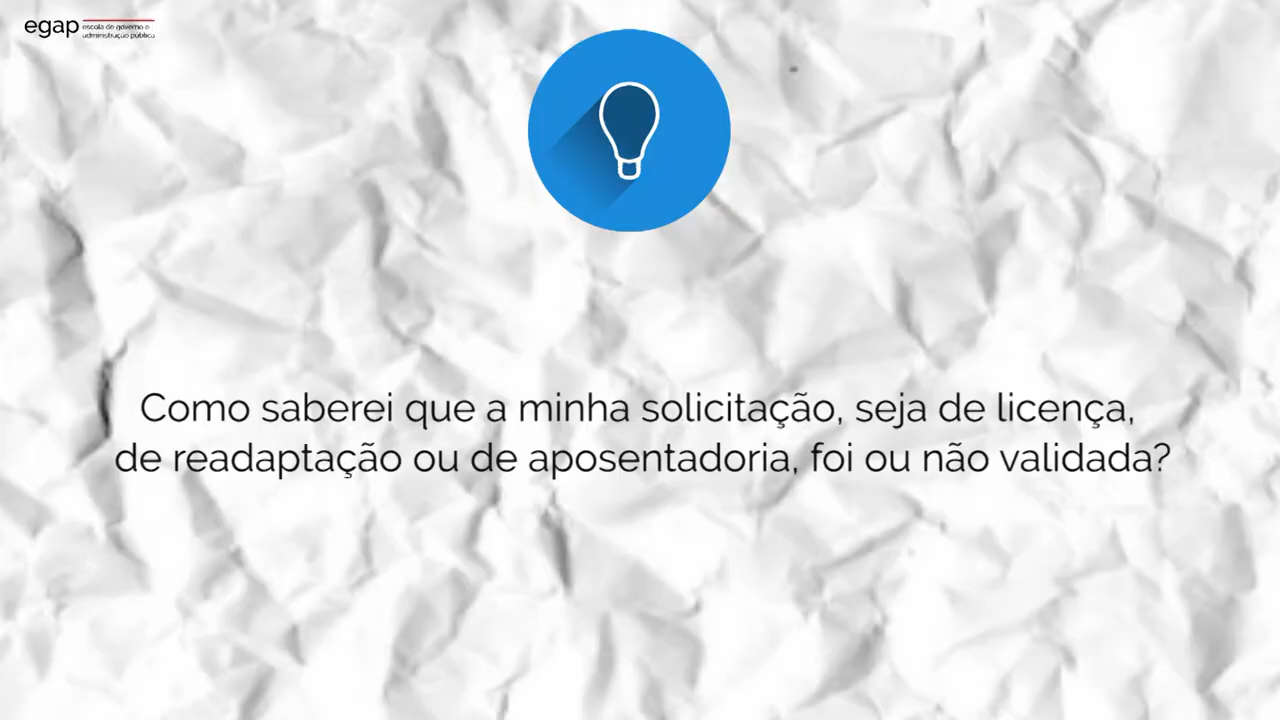 egap escola de governo e
administração pública
Como saberei que a minha solicitação, seja de licença,
de readaptação ou de aposentadoria, foi ou não validada?